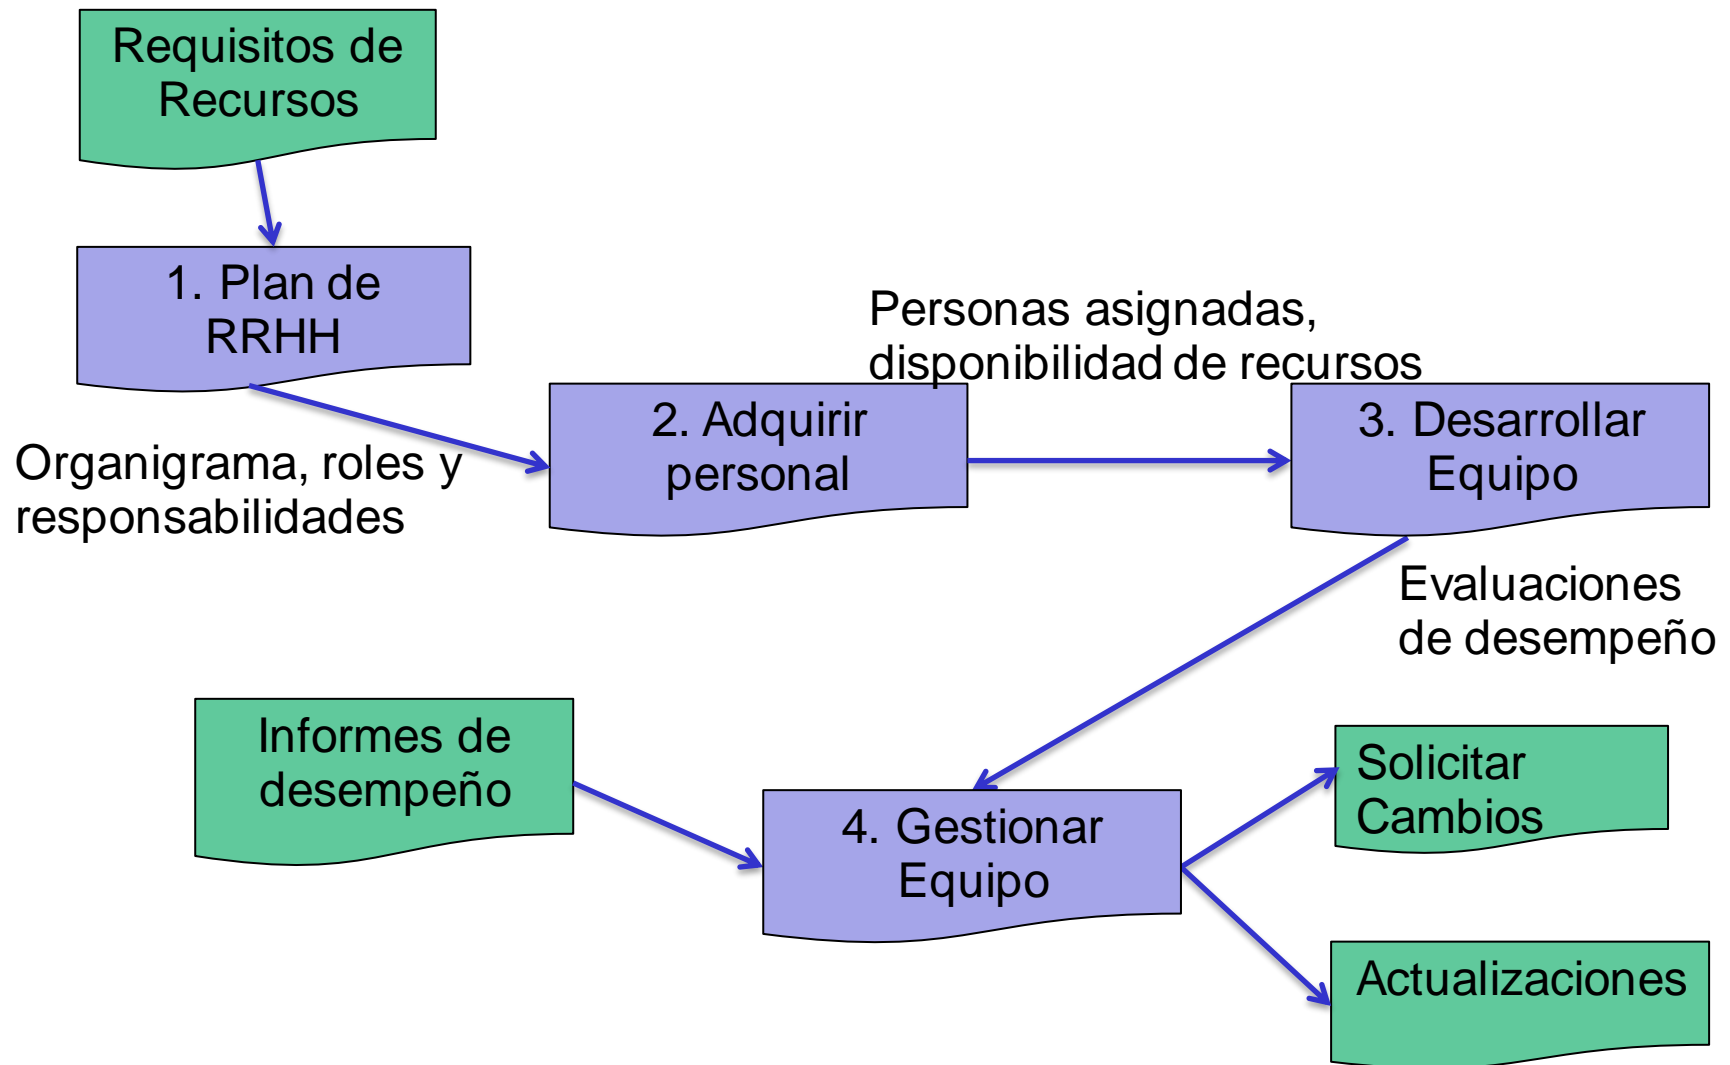 Requisitos de
Recursos
1. Plan de
RRHH
Personas asignadas,
disponibilidad de recursos
2. Adquirir
personal
3. Desarrollar
Equipo
Organigrama, roles y
responsabilidades
Evaluaciones
de desempeño
Informes de
desempeño
4. Gestionar
Equipo
Solicitar
Cambios
Actualizaciones